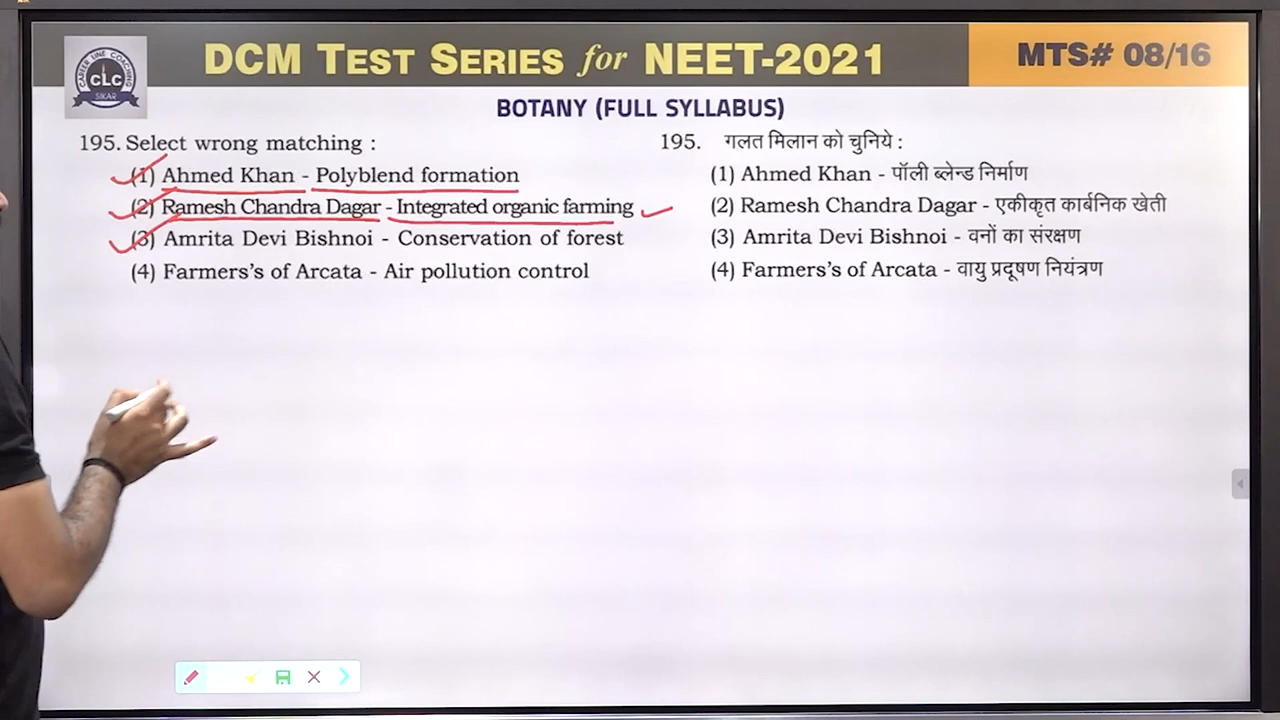 DCM TEST SERIES for NEET-2021
MTS# 08/16
CAREER LINE COACHING
CLC
SIKAR
BOTANY (FULL SYLLABUS)
195. Select wrong matching :
(1) Ahmed Khan - Polyblend formation
(2) Ramesh Chandra Dagar - Integrated organic farming
(3) Amrita Devi Bishnoi - Conservation of forest
(4) Farmers's of Arcata - Air pollution control
195. गलत मिलान को चुनिये :
(1) Ahmed Khan - पॉली ब्लेन्ड निर्माण
(2) Ramesh Chandra Dagar - एकीकृत कार्बनिक खेती
(3) Amrita Devi Bishnoi - वनों का संरक्षण
(4) Farmers's of Arcata - वायु प्रदूषण नियंत्रण